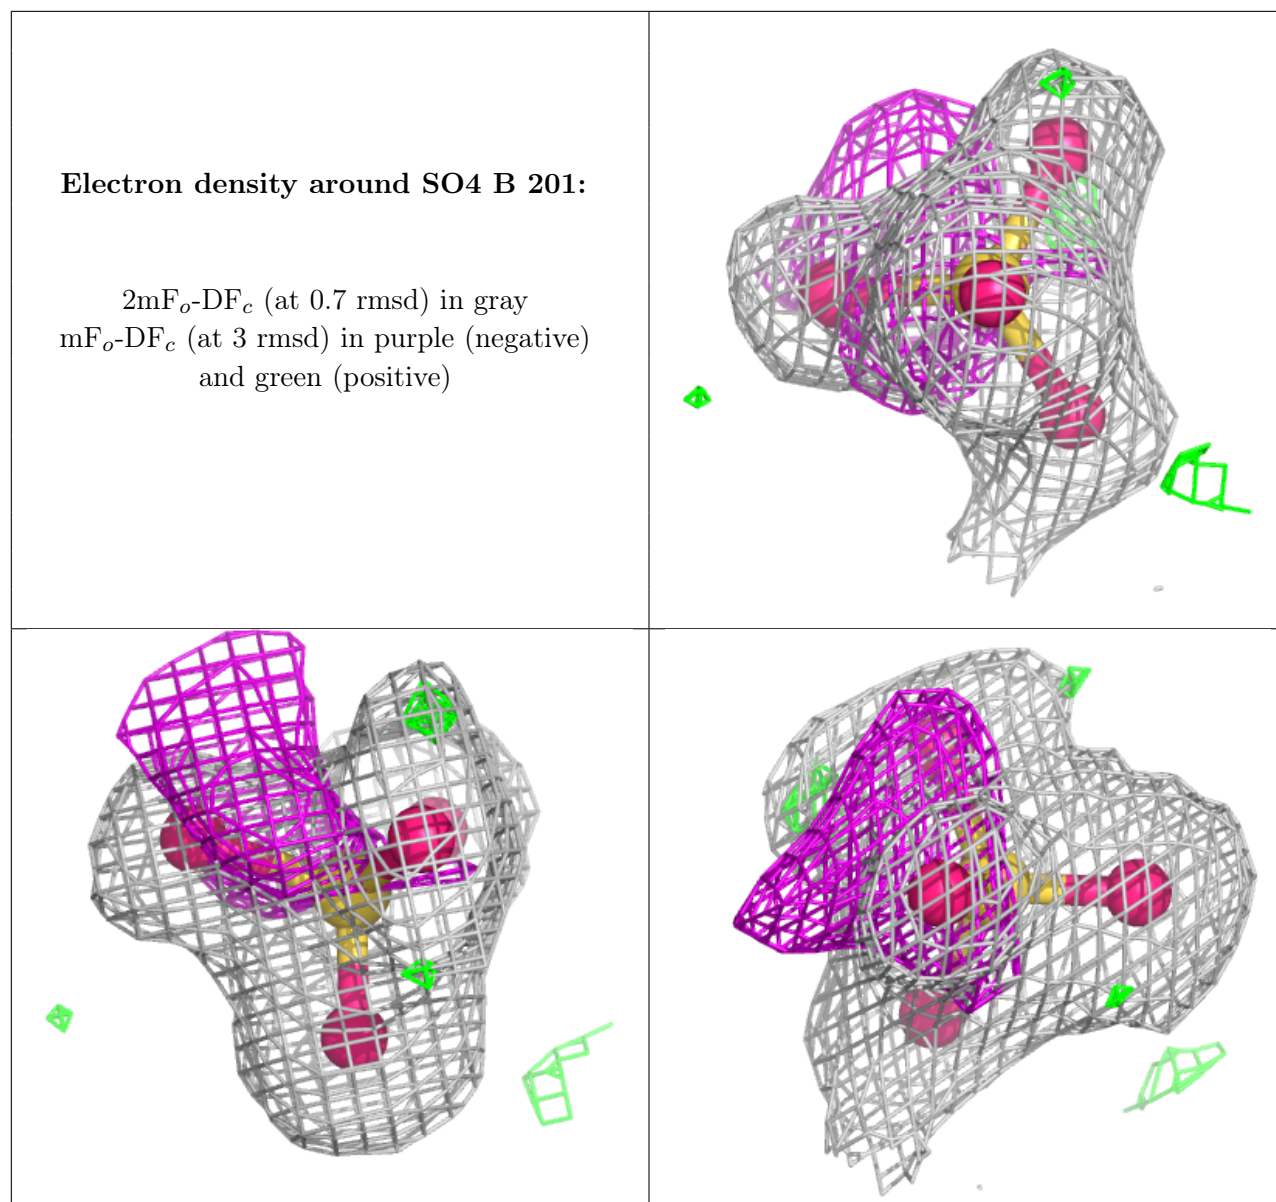 Electron density around SO4 B 201:
2mFo-DFc (at 0.7 rmsd) in gray
mFo-DFc (at 3 rmsd) in purple (negative)
and green (positive)